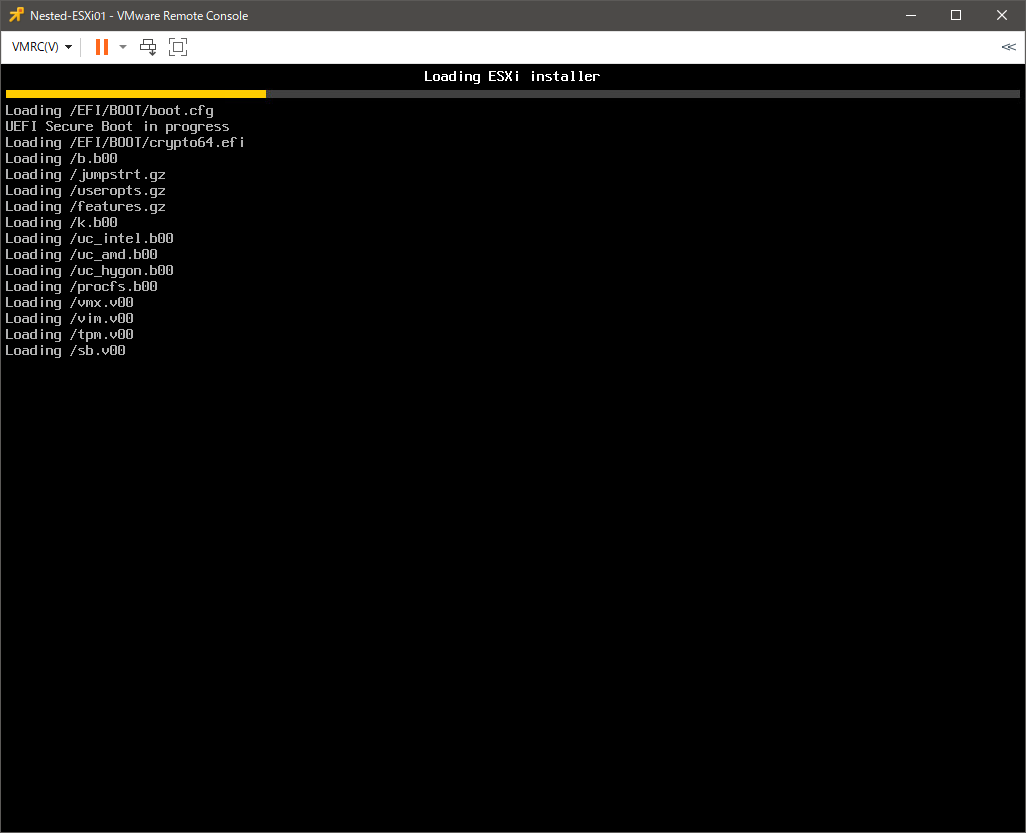 Nested-ESXi01 - VMware Remote Console
VMRC(V)
Loading ESXi installer
Loading /EFI/BOOT/boot.cfg
UEFI Secure Boot in progress
Loading /EFI/BOOT/crypto64.efi
Loading /b.b00
Loading /jumpstrt.gz
Loading /useropts.gz
Loading /features.gz
Loading /k.b00
Loading /uc_intel.b00
Loading /uc_amd.b00
Loading /uc_hygon.b00
Loading /procfs.b00
Loading /vmx.v00
Loading /vim.v00
Loading /tpm.v00
Loading /sb.v00